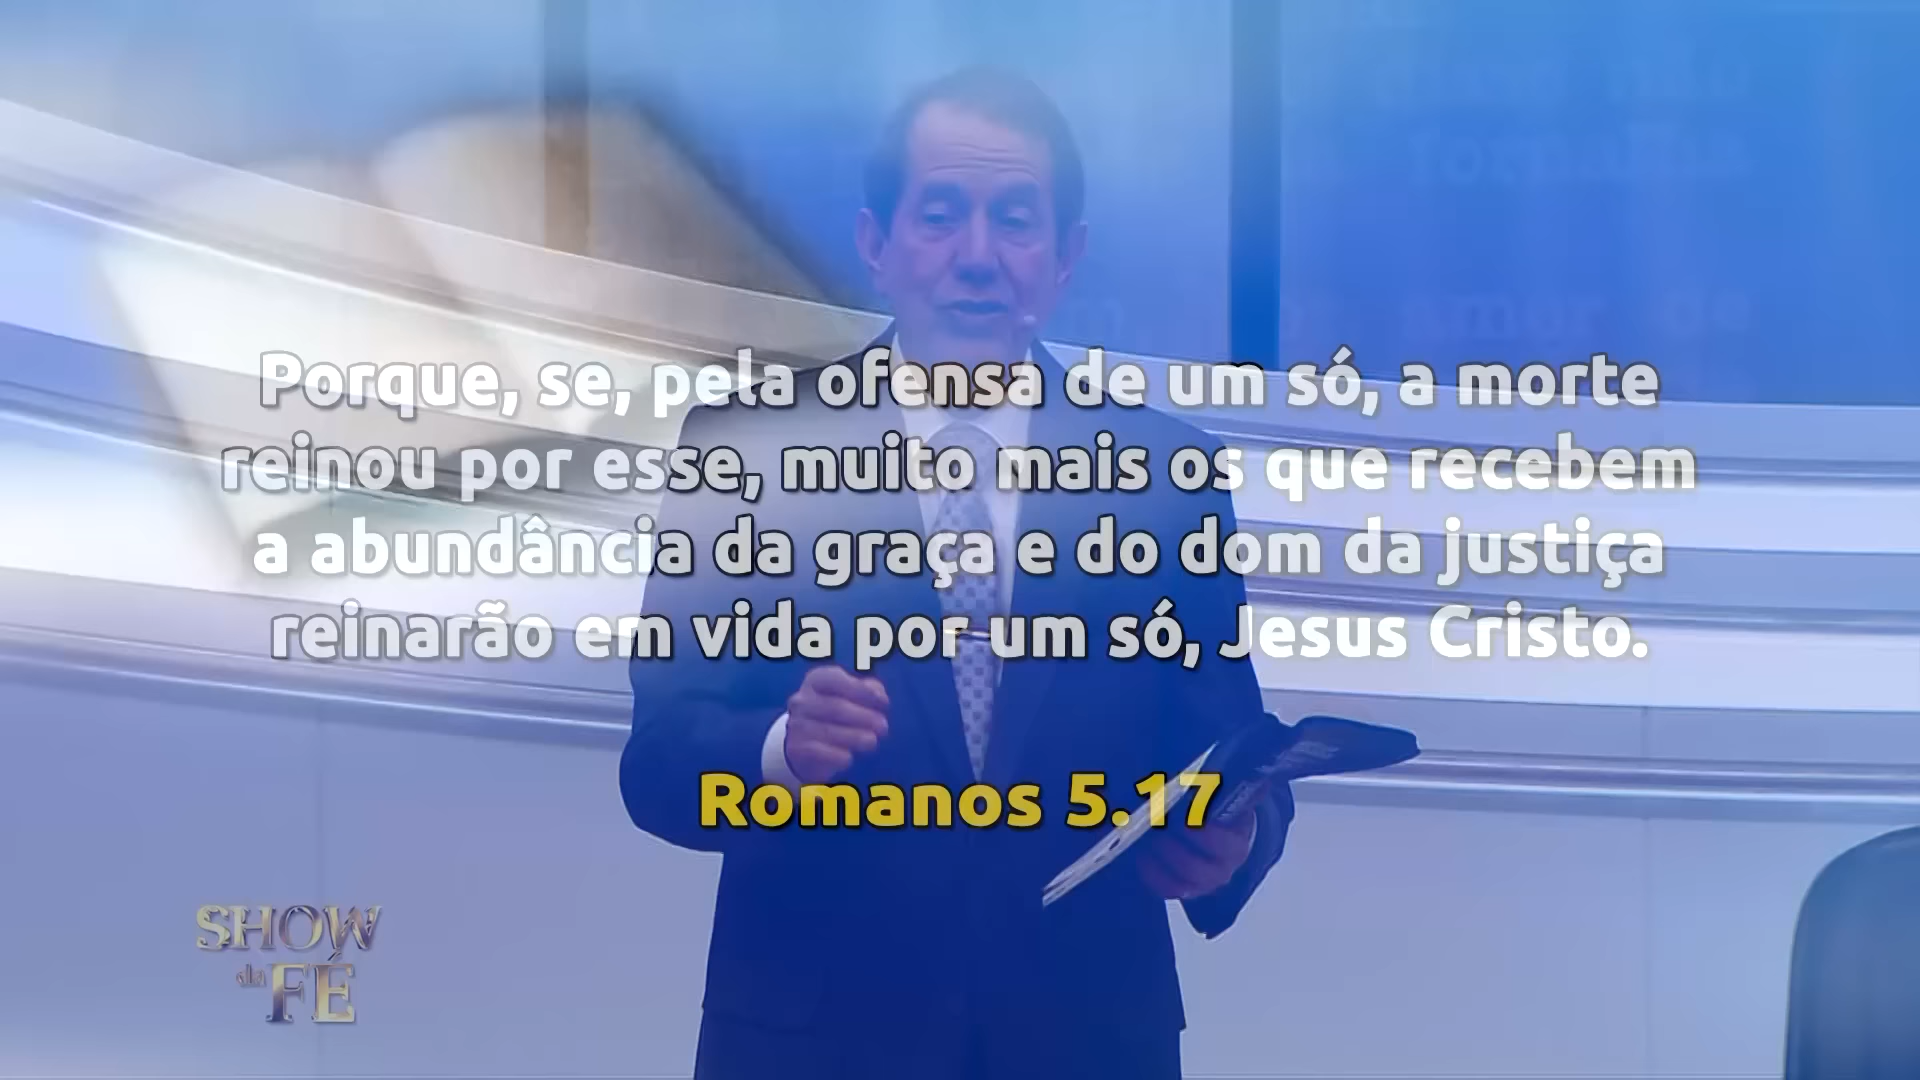 Porque, se, pela ofensa de um só, a morte
reinou por esse, muito mais os que recebem
a abundância da graça e do dom da justiça
reinarão em vida por um só, Jesus Cristo.
Romanos 5.17
SHOW
da FÉ